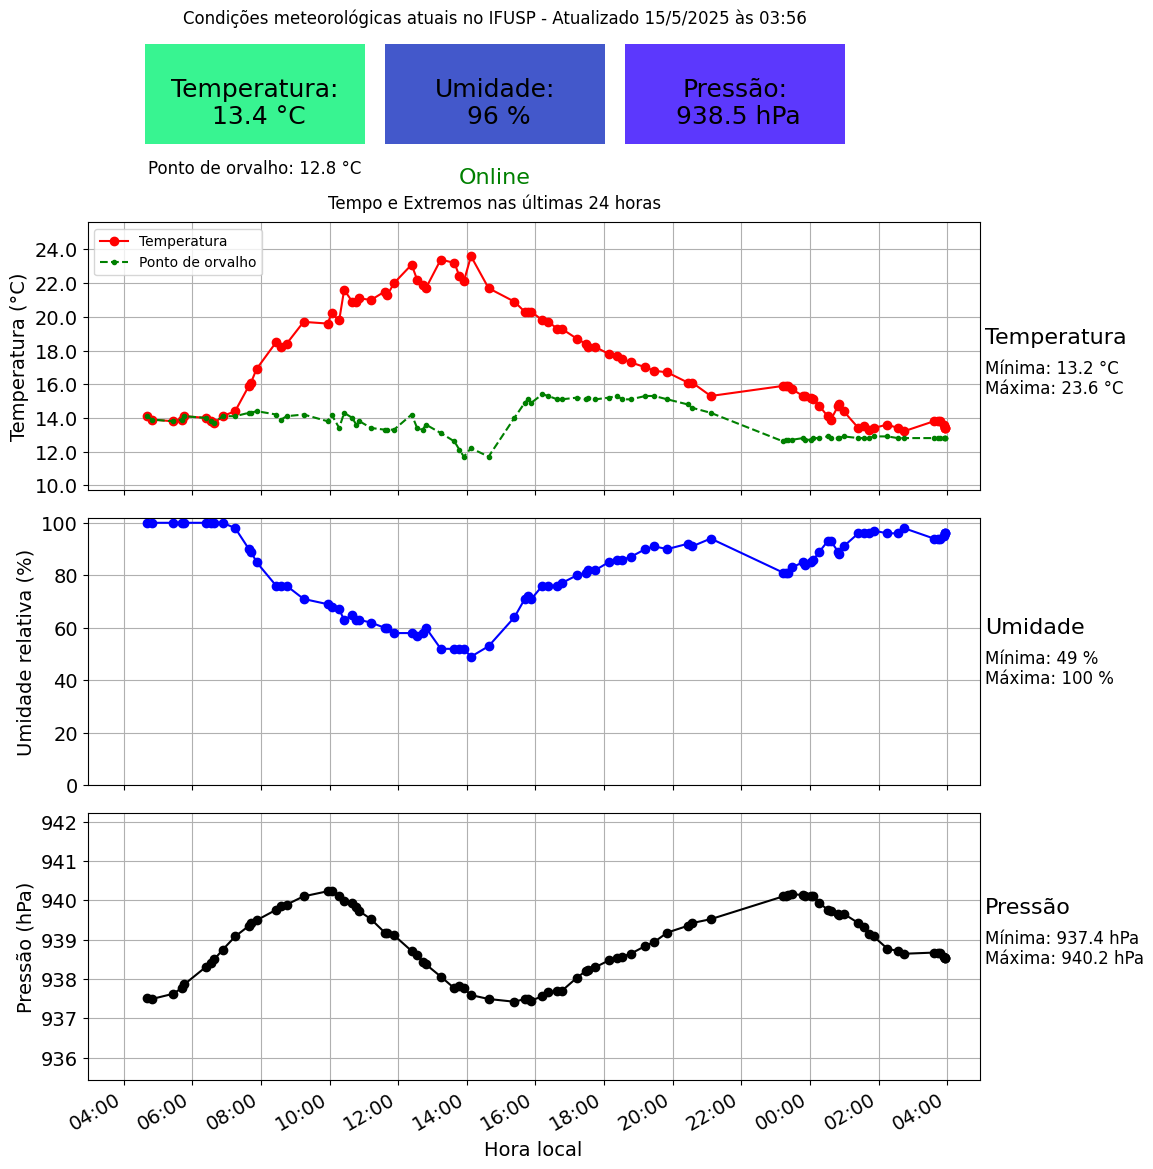 Condições meteorológicas atuais no IFUSP - Atualizado 15/5/2025 às 03:56
Temperatura:
13.4 °C
Umidade:
96 %
Pressão:
938.5 hPa
Ponto de orvalho: 12.8 °C
Online
Tempo e Extremos nas últimas 24 horas
Temperatura
Ponto de orvalho
Temperatura (°C)
24.0
22.0
20.0
18.0
16.0
14.0
12.0
10.0
Temperatura
Mínima: 13.2 °C
Máxima: 23.6 °C
Umidade relativa (%)
100
80
60
40
20
0
Umidade
Mínima: 49 %
Máxima: 100 %
Pressão (hPa)
942
941
940
939
938
937
936
Pressão
Mínima: 937.4 hPa
Máxima: 940.2 hPa
04:00 06:00 08:00 10:00 12:00 14:00 16:00 18:00 20:00 22:00 00:00 02:00 04:00
Hora local